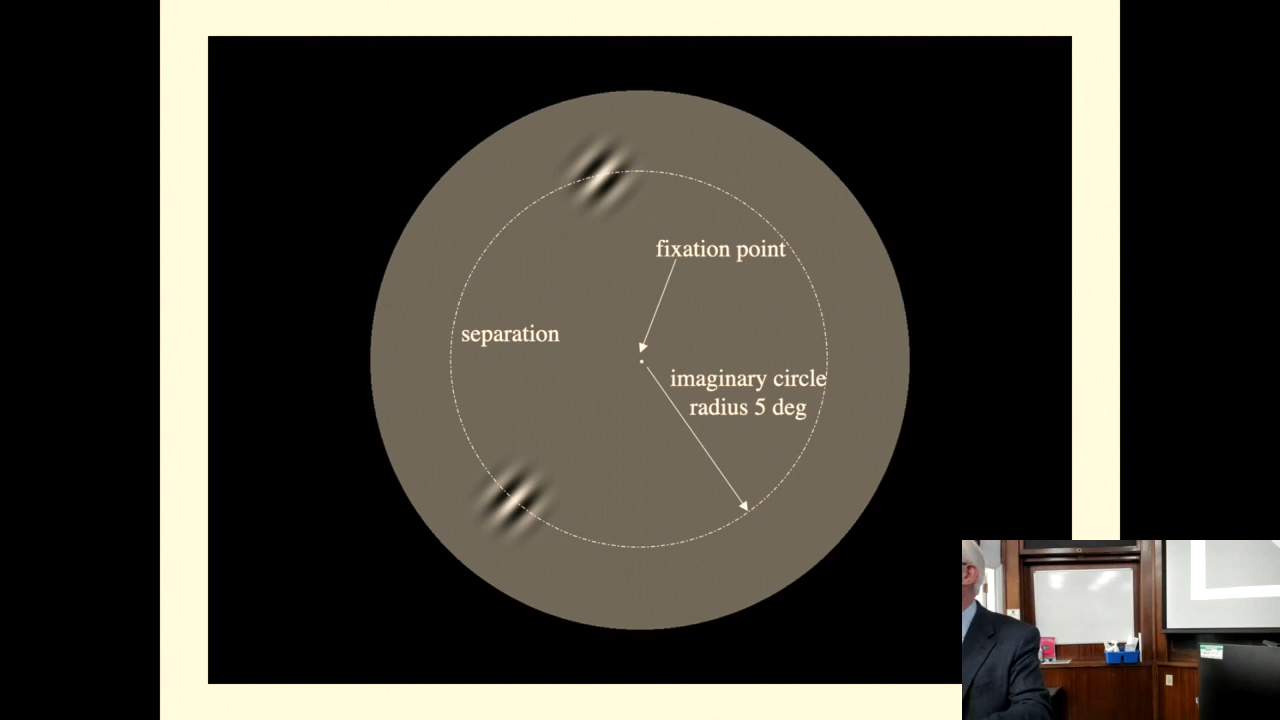 fixation point
separation
imaginary circle
radius 5 deg